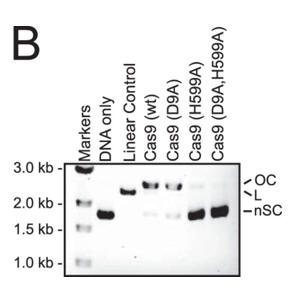 B
Markers
DNA only
Linear Control
Cas9 (wt)
Cas9 (D9A)
Cas9 (H599A)
Cas9 (D9A,H599A)
3.0 kb -
2.0 kb -
1.5 kb -
1.0 kb -
OC
L
nSC